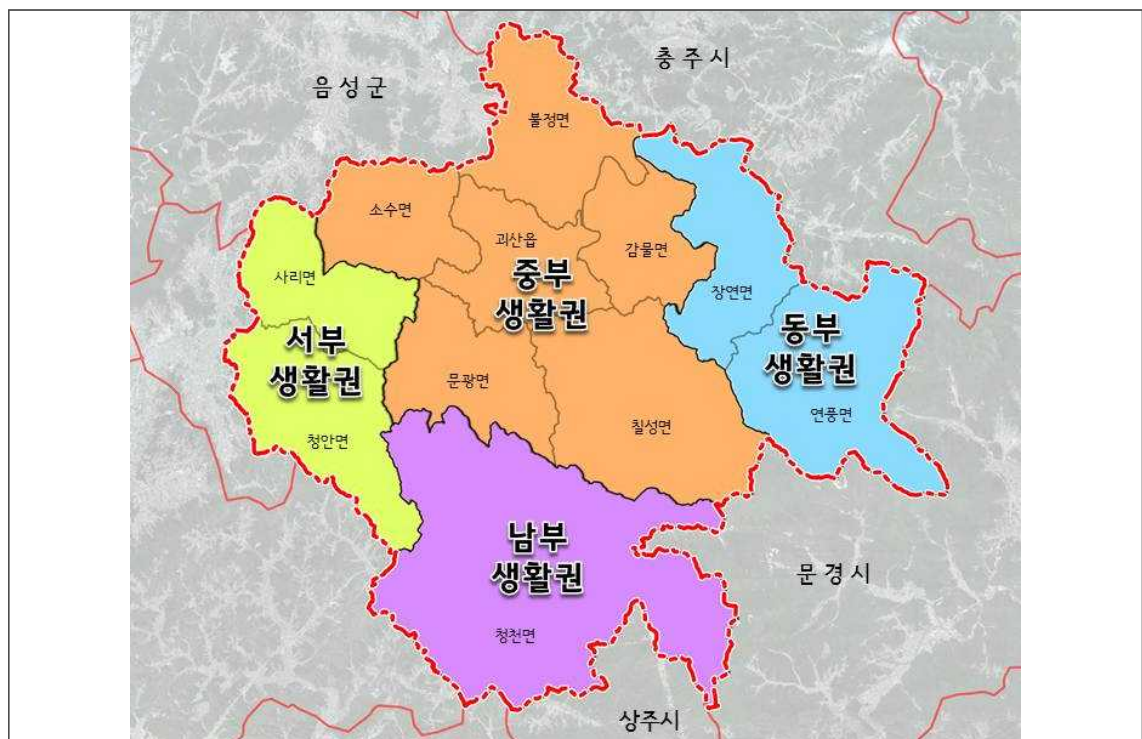 충주시
음성군
불정면
소수면
괴산읍
감물면
중부
생활권
사리면
장연면
서부
생활권
동부
생활권
문광면
칠성면
연풍면
청안면
남부
생활권
문경시
청천면
상주시